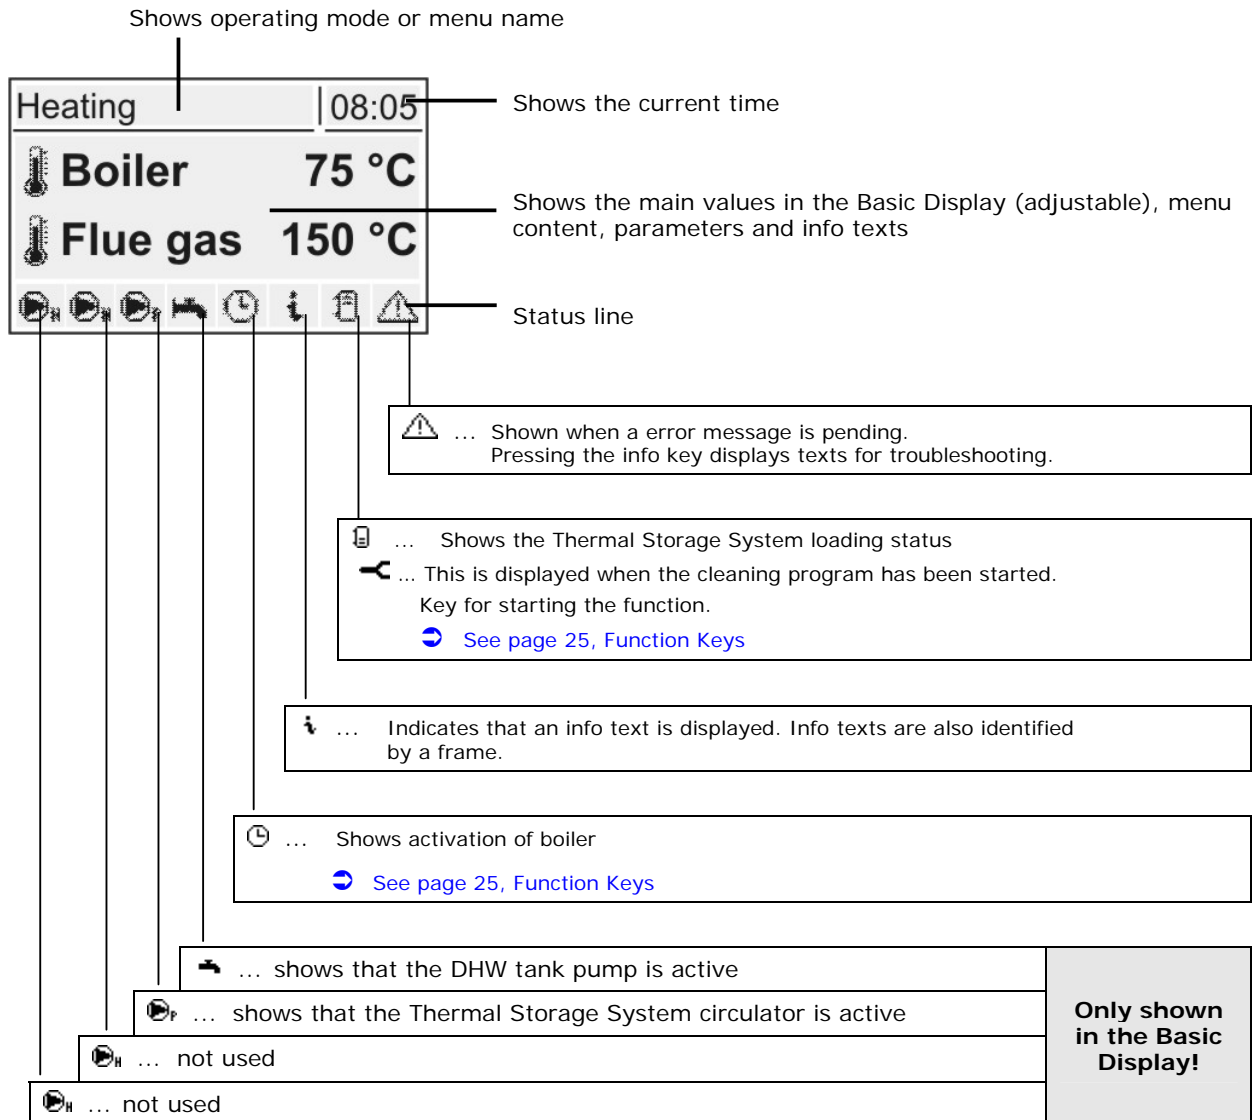 Shows operating mode or menu name
Heating 08:05
Shows the current time
Boiler 75 °C
Shows the main values in the Basic Display (adjustable), menu
content, parameters and info texts
Flue gas 150 °C
H H P i
Status line
... Shown when a error message is pending.
Pressing the info key displays texts for troubleshooting.
... Shows the Thermal Storage System loading status
... This is displayed when the cleaning program has been started.
Key for starting the function.
See page 25, Function Keys
i ... Indicates that an info text is displayed. Info texts are also identified
by a frame.
... Shows activation of boiler
See page 25, Function Keys
... shows that the DHW tank pump is active
P ... shows that the Thermal Storage System circulator is active
H ... not used
H ... not used
Only shown
in the Basic
Display!